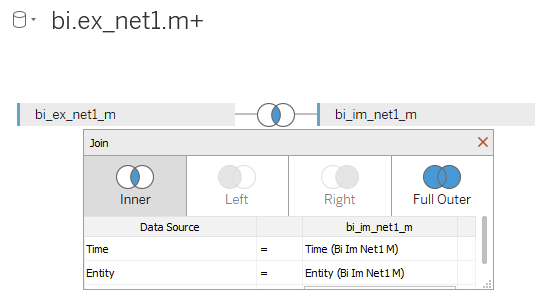 bi.ex_net1.m+
bi_ex_net1_m bi_im_net1_m
Join
Inner Left Right Full Outer
Data Source bi_im_net1_m
Time = Time (Bi Im Net1 M)
Entity = Entity (Bi Im Net1 M)